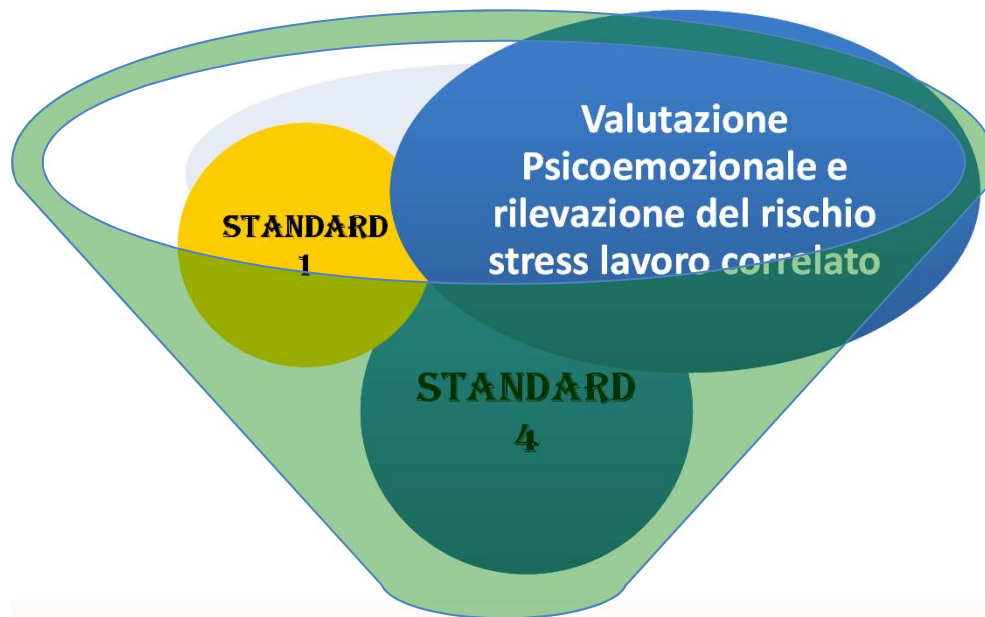 Valutazione
Psicoemozionale e
rilevazione del rischio
stress lavoro correlato
STANDARD
1
STANDARD
4